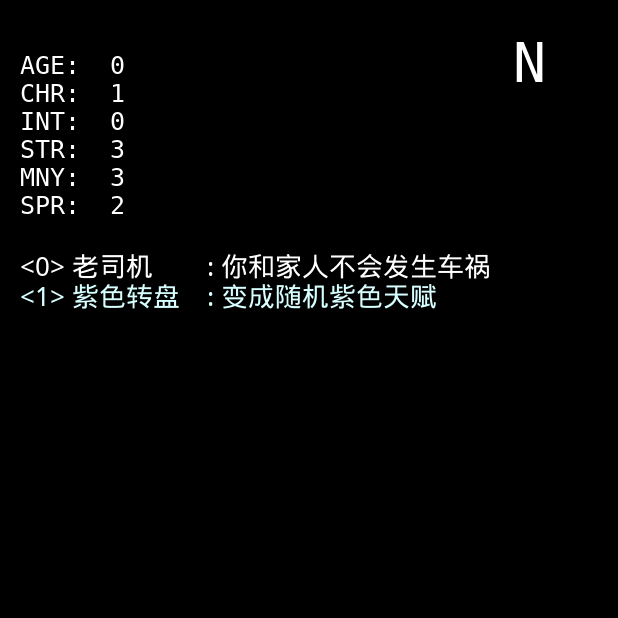 N
AGE: 0
CHR: 1
INT: 0
STR: 3
MNY: 3
SPR: 2
<0> 老司机 : 你和家人不会发生车祸
<1> 紫色转盘 : 变成随机紫色天赋